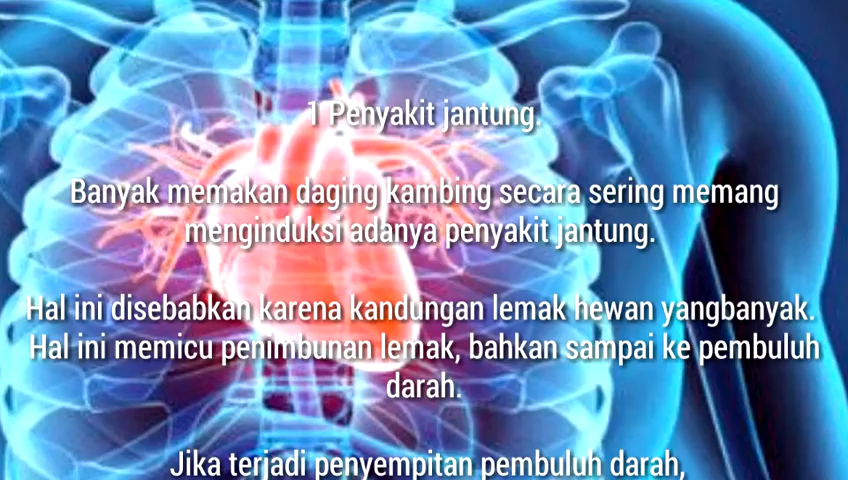 1 Penyakit jantung.
Banyak memakan daging kambing secara sering memang
menginduksi adanya penyakit jantung.
Hal ini disebabkan karena kandungan lemak hewan yangbanyak.
Hal ini memicu penimbunan lemak, bahkan sampai ke pembuluh
darah.
Jika terjadi penyempitan pembuluh darah,